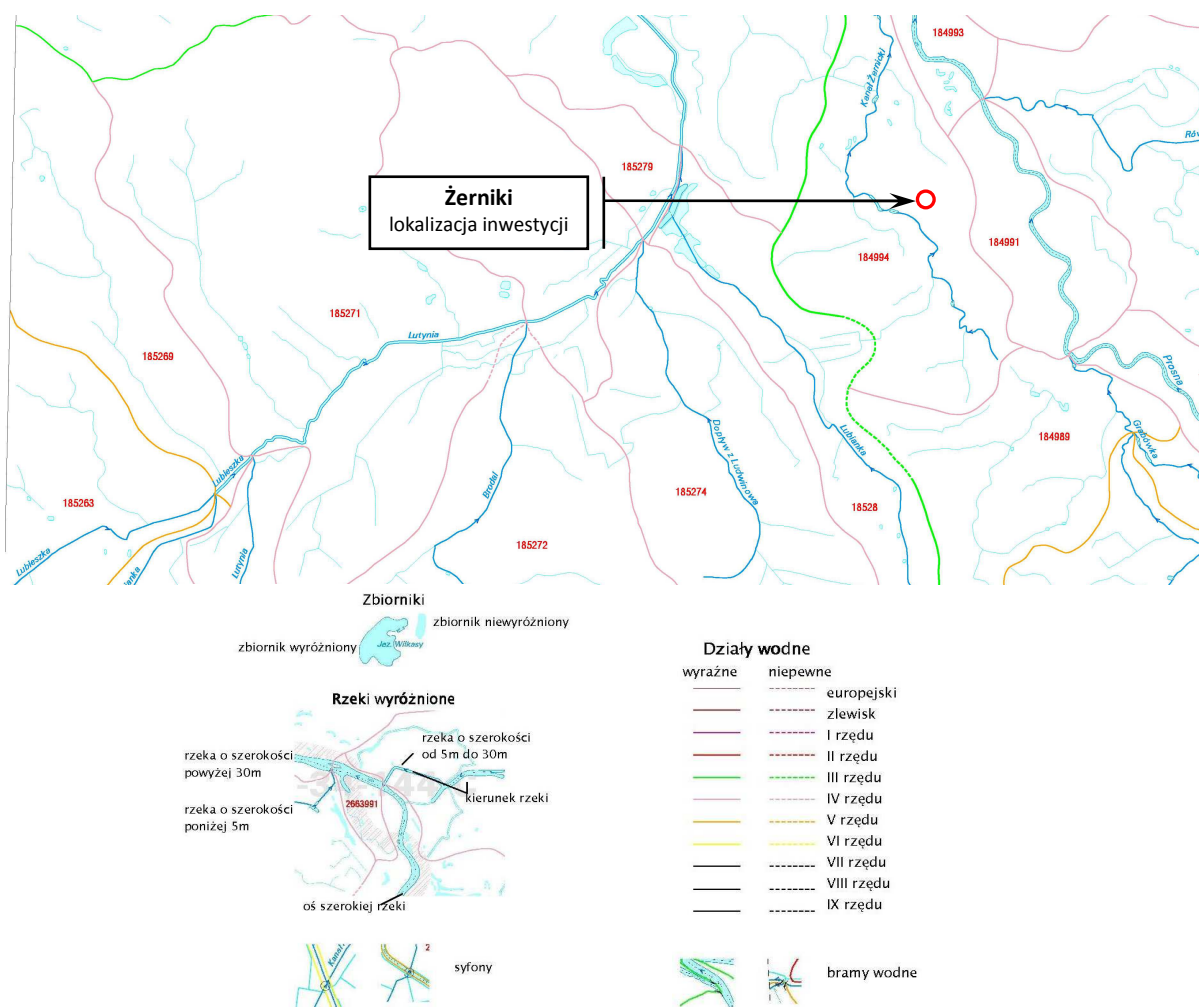 184993
Kanał Żernicki
185279
Żerniki
lokalizacja inwestycji
184991
184994
185271
Lutynia
185269
Prosna
184989
Grabówka
Lubieszka
Brodal
Dopływ z Ludwinowa
Lubianka
185274
18528
185263
185272
Lubieszka
Lutynia
Zbiorniki
zbiornik niewyróżniony
zbiornik wyróżniony
Jez. Wilkasy
Rzeki wyróżnione
rzeka o szerokości
od 5m do 30m
rzeka o szerokości
powyżej 30m
kierunek rzeki
2663991
rzeka o szerokości
poniżej 5m
oś szerokiej rzeki
syfony
Działy wodne
wyraźne niepewne
europejski
zlewisk
I rzędu
II rzędu
III rzędu
IV rzędu
V rzędu
VI rzędu
VII rzędu
VIII rzędu
IX rzędu
bramy wodne